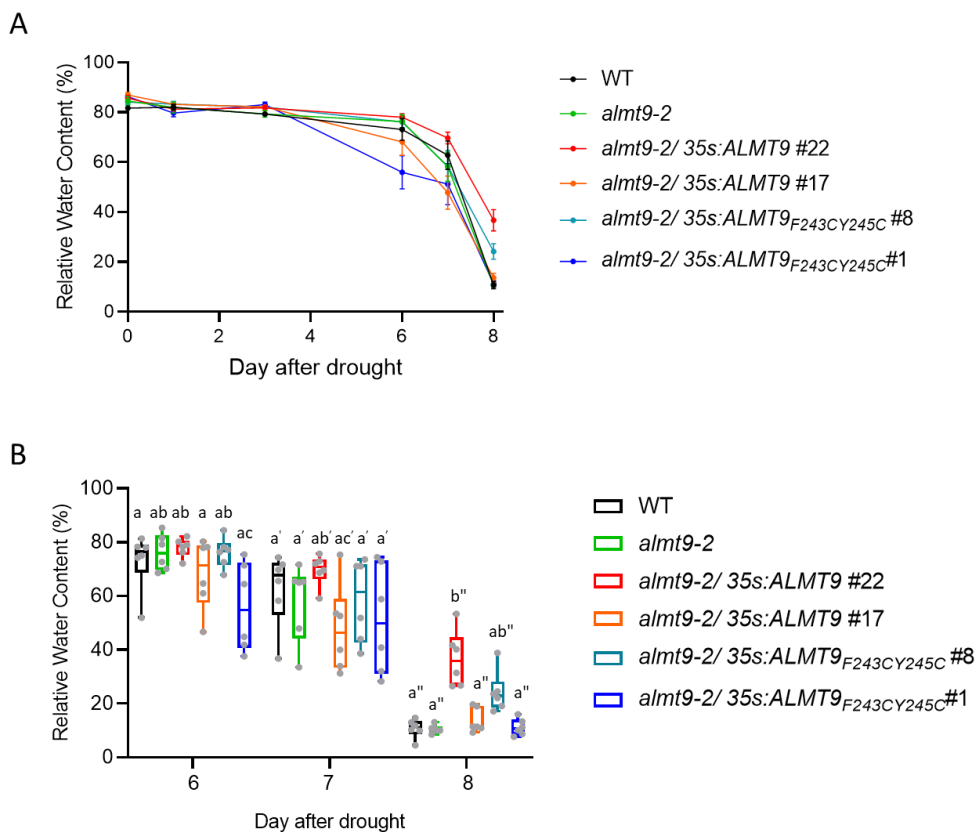 A
Relative Water Content (%)
100
80
60
40
20
0
0
2
4
6
8
Day after drought
WT
almt9-2
almt9-2/ 35s:ALMT9 #22
almt9-2/ 35s:ALMT9 #17
almt9-2/ 35s:ALMT9F243CY245C #8
almt9-2/ 35s:ALMT9F243CY245C#1
B
Relative Water Content (%)
100
80
60
40
20
0
a ab ab a ab ac
a′ a′ ab′ ac′ a′ a′
a" a" b" a" ab" a"
6
7
8
Day after drought
WT
almt9-2
almt9-2/ 35s:ALMT9 #22
almt9-2/ 35s:ALMT9 #17
almt9-2/ 35s:ALMT9F243CY245C #8
almt9-2/ 35s:ALMT9F243CY245C#1